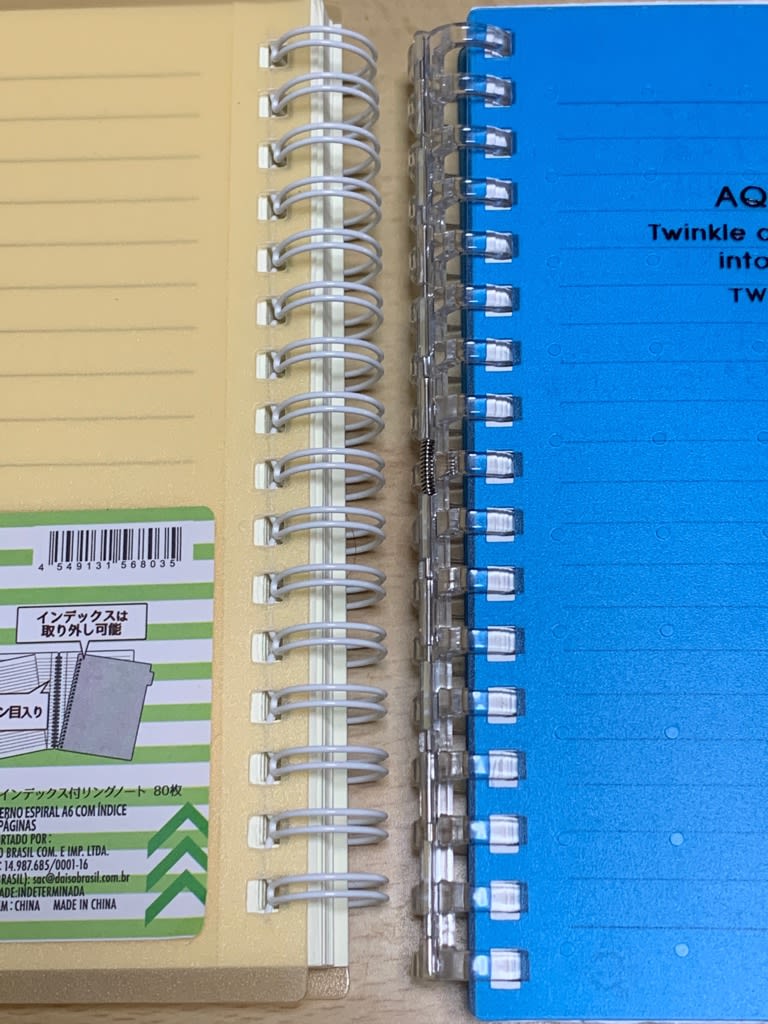 4 549131 568035
インデックスは
取り外し可能
ン目入り
インデックス付リングノート 80枚
ERNO ESPIRAL A6 COM ÍNDICE
PÁGINAS
RTADO POR:
O BRASIL COM. E IMP. LTDA.
: 14.987.685/0001-16
BRASIL): sac@daisobrasil.com.br
ADE:INDETERMINADA
EM: CHINA MADE IN CHINA
AQ
Twinkle
into
TW